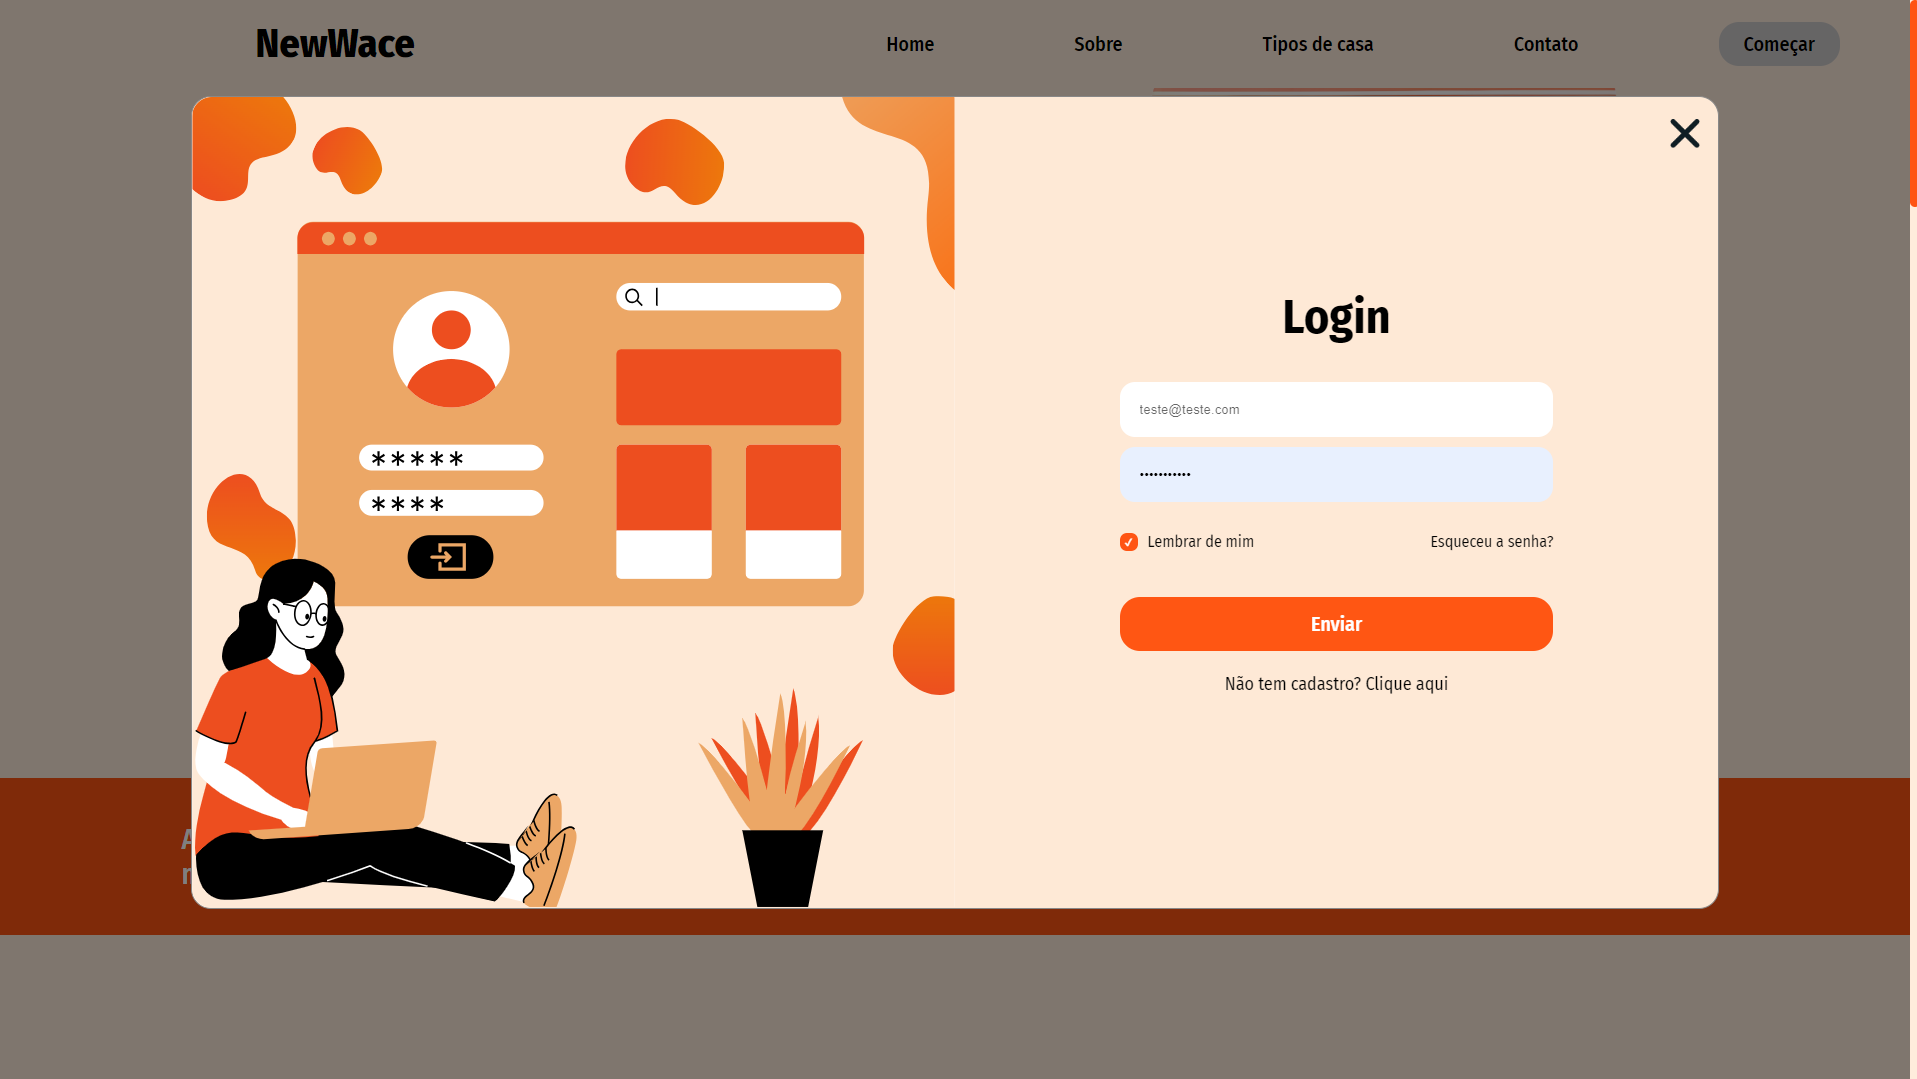 NewWace
Home
Sobre
Tipos de casa
Contato
Começar
Login
teste@teste.com
•••••••••••
Lembrar de mim
Esqueceu a senha?
Enviar
Não tem cadastro? Clique aqui
*****
****